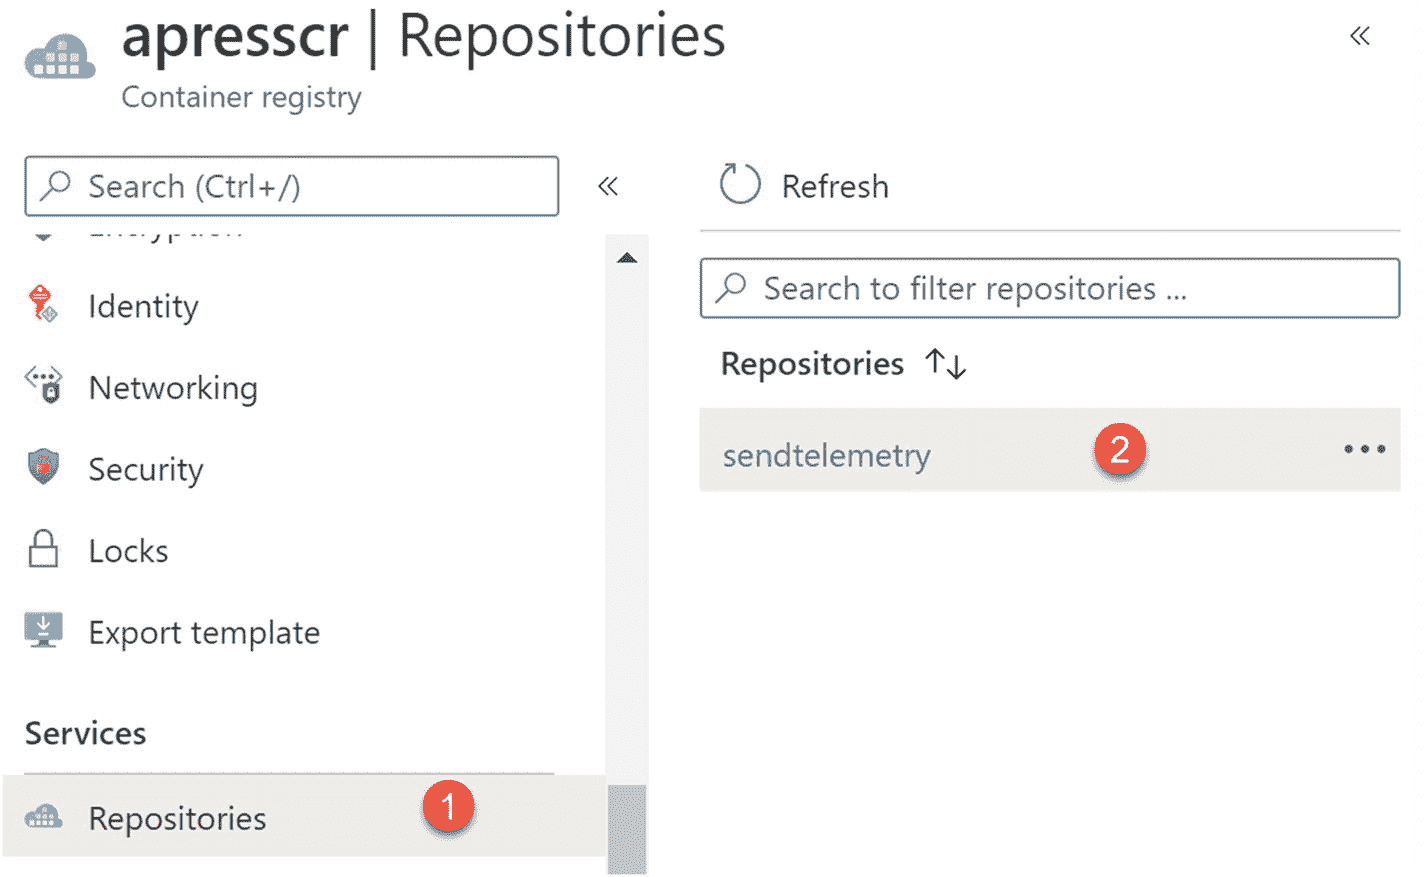 apresscr | Repositories
Container registry
Search (Ctrl+/)
Identity
Networking
Security
Locks
Export template
Services
Repositories
1
Refresh
Search to filter repositories ...
Repositories
sendtelemetry
2